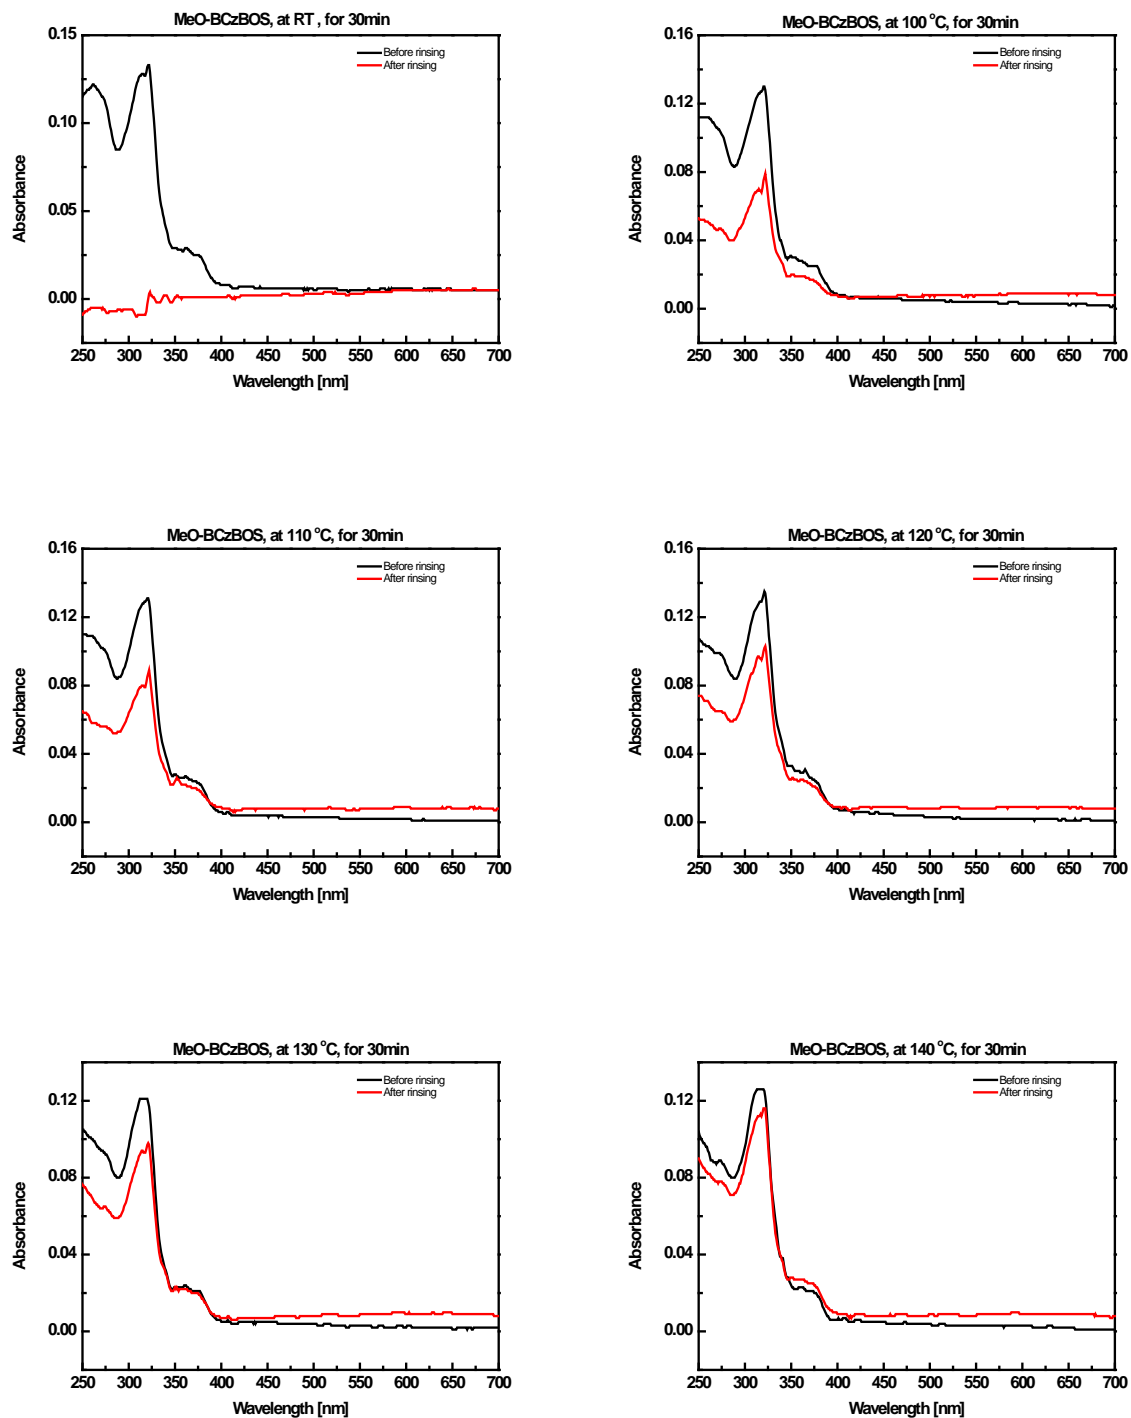 MeO-BCzBOS, at RT , for 30min
0.15
Before rinsing
After rinsing
0.10
Absorbance
0.05
0.00
250 300 350 400 450 500 550 600 650 700
Wavelength [nm]
MeO-BCzBOS, at 100 °C, for 30min
0.16
Before rinsing
After rinsing
0.12
Absorbance
0.08
0.04
0.00
250 300 350 400 450 500 550 600 650 700
Wavelength [nm]
MeO-BCzBOS, at 110 °C, for 30min
0.16
Before rinsing
After rinsing
0.12
Absorbance
0.08
0.04
0.00
250 300 350 400 450 500 550 600 650 700
Wavelength [nm]
MeO-BCzBOS, at 120 °C, for 30min
0.16
Before rinsing
After rinsing
0.12
Absorbance
0.08
0.04
0.00
250 300 350 400 450 500 550 600 650 700
Wavelength [nm]
MeO-BCzBOS, at 130 °C, for 30min
Before rinsing
After rinsing
0.12
Absorbance
0.08
0.04
0.00
250 300 350 400 450 500 550 600 650 700
Wavelength [nm]
MeO-BCzBOS, at 140 °C, for 30min
Before rinsing
After rinsing
0.12
Absorbance
0.08
0.04
0.00
250 300 350 400 450 500 550 600 650 700
Wavelength [nm]